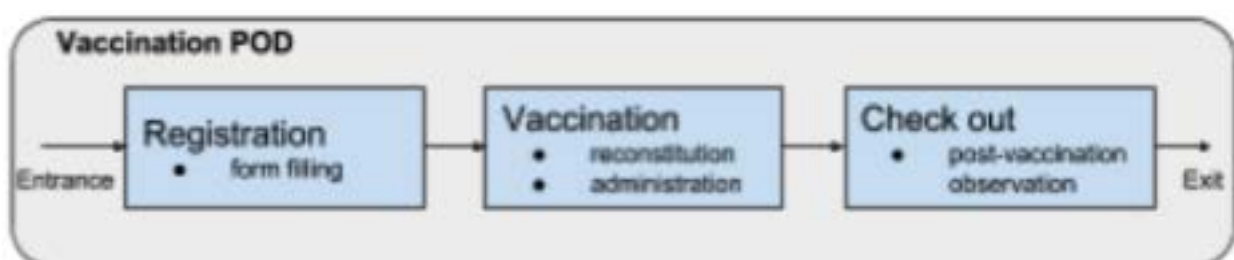 Vaccination POD
Entrance
Registration
● form filling
Vaccination
● reconstitution
● administration
Check out
● post-vaccination
observation
Exit